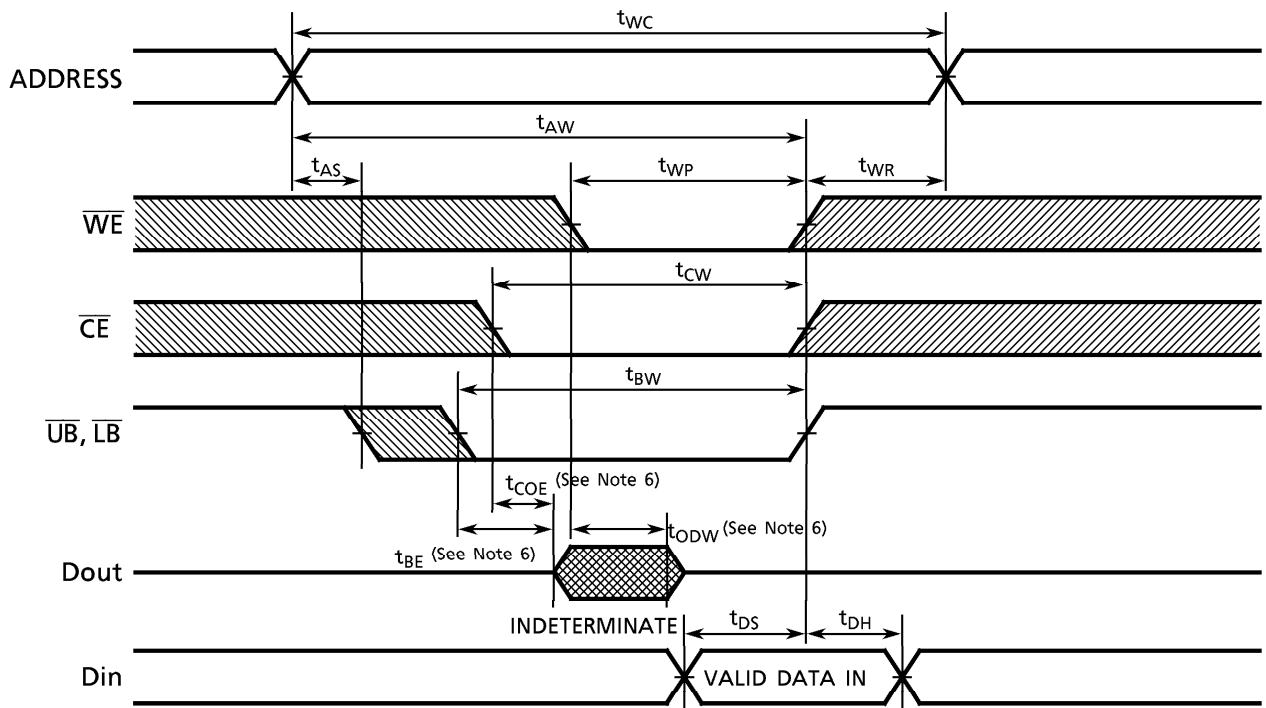 tWC
ADDRESS
tAW
tAS
tWP
tWR
WE
tCW
CE
tBW
UB, LB
tCOE (See Note 6)
tODW (See Note 6)
tBE (See Note 6)
Dout
INDETERMINATE
tDS
tDH
Din
VALID DATA IN